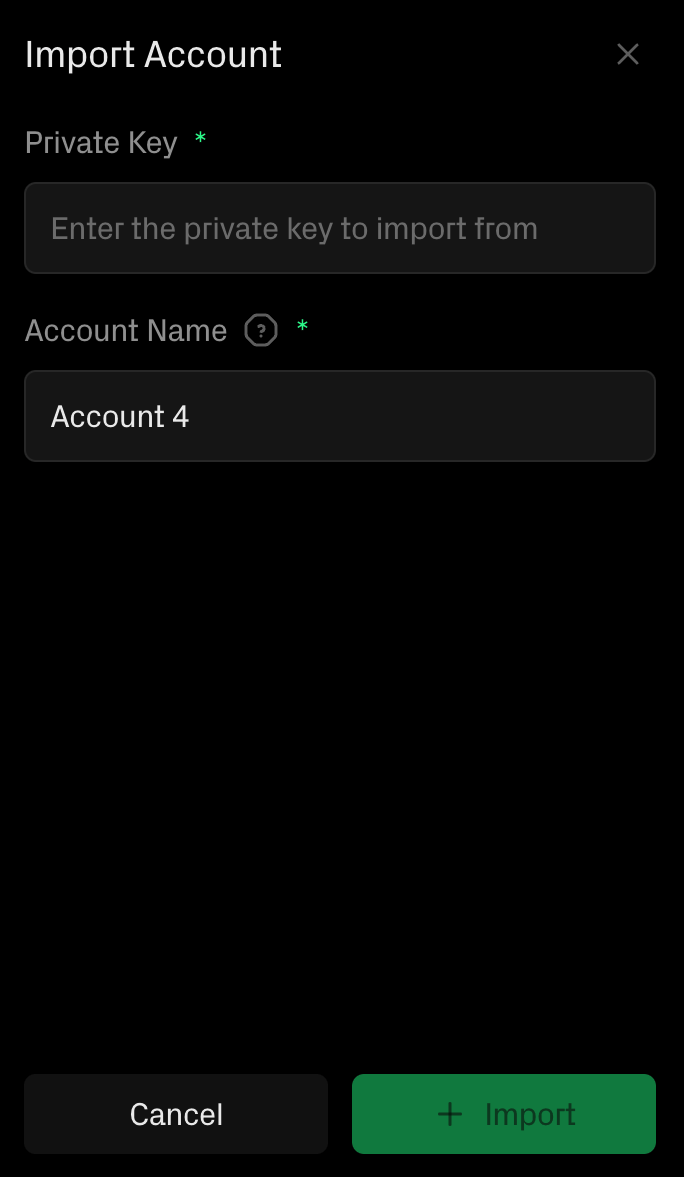 Import Account
Private Key *
Enter the private key to import from
Account Name ? *
Account 4
Cancel
+ Import